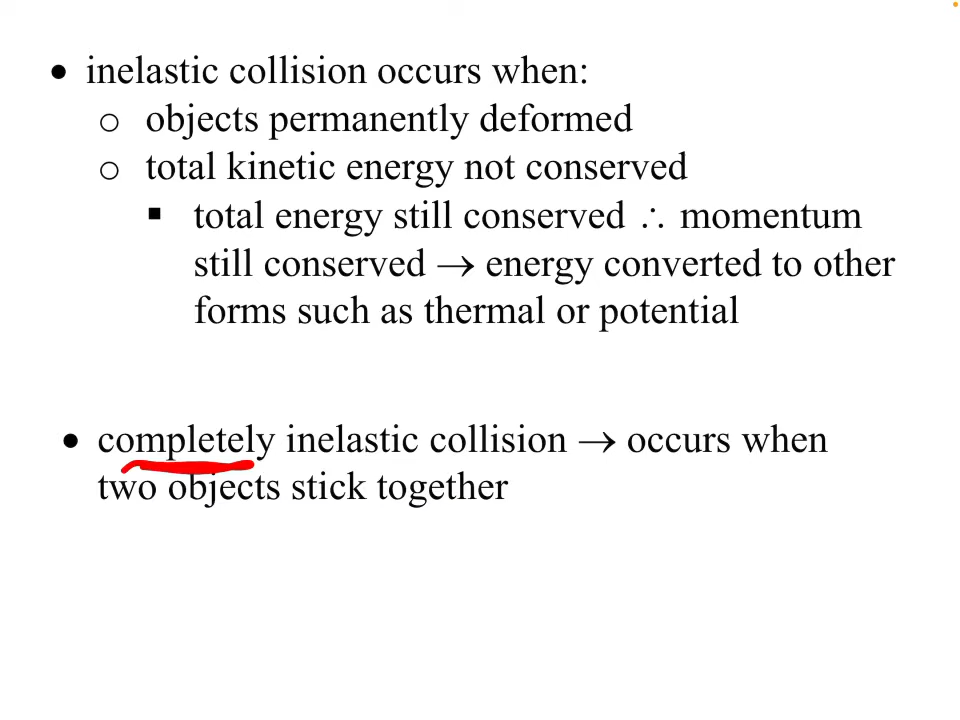 • inelastic collision occurs when:
o objects permanently deformed
o total kinetic energy not conserved
▪ total energy still conserved ∴ momentum
still conserved → energy converted to other
forms such as thermal or potential
• completely inelastic collision → occurs when
two objects stick together